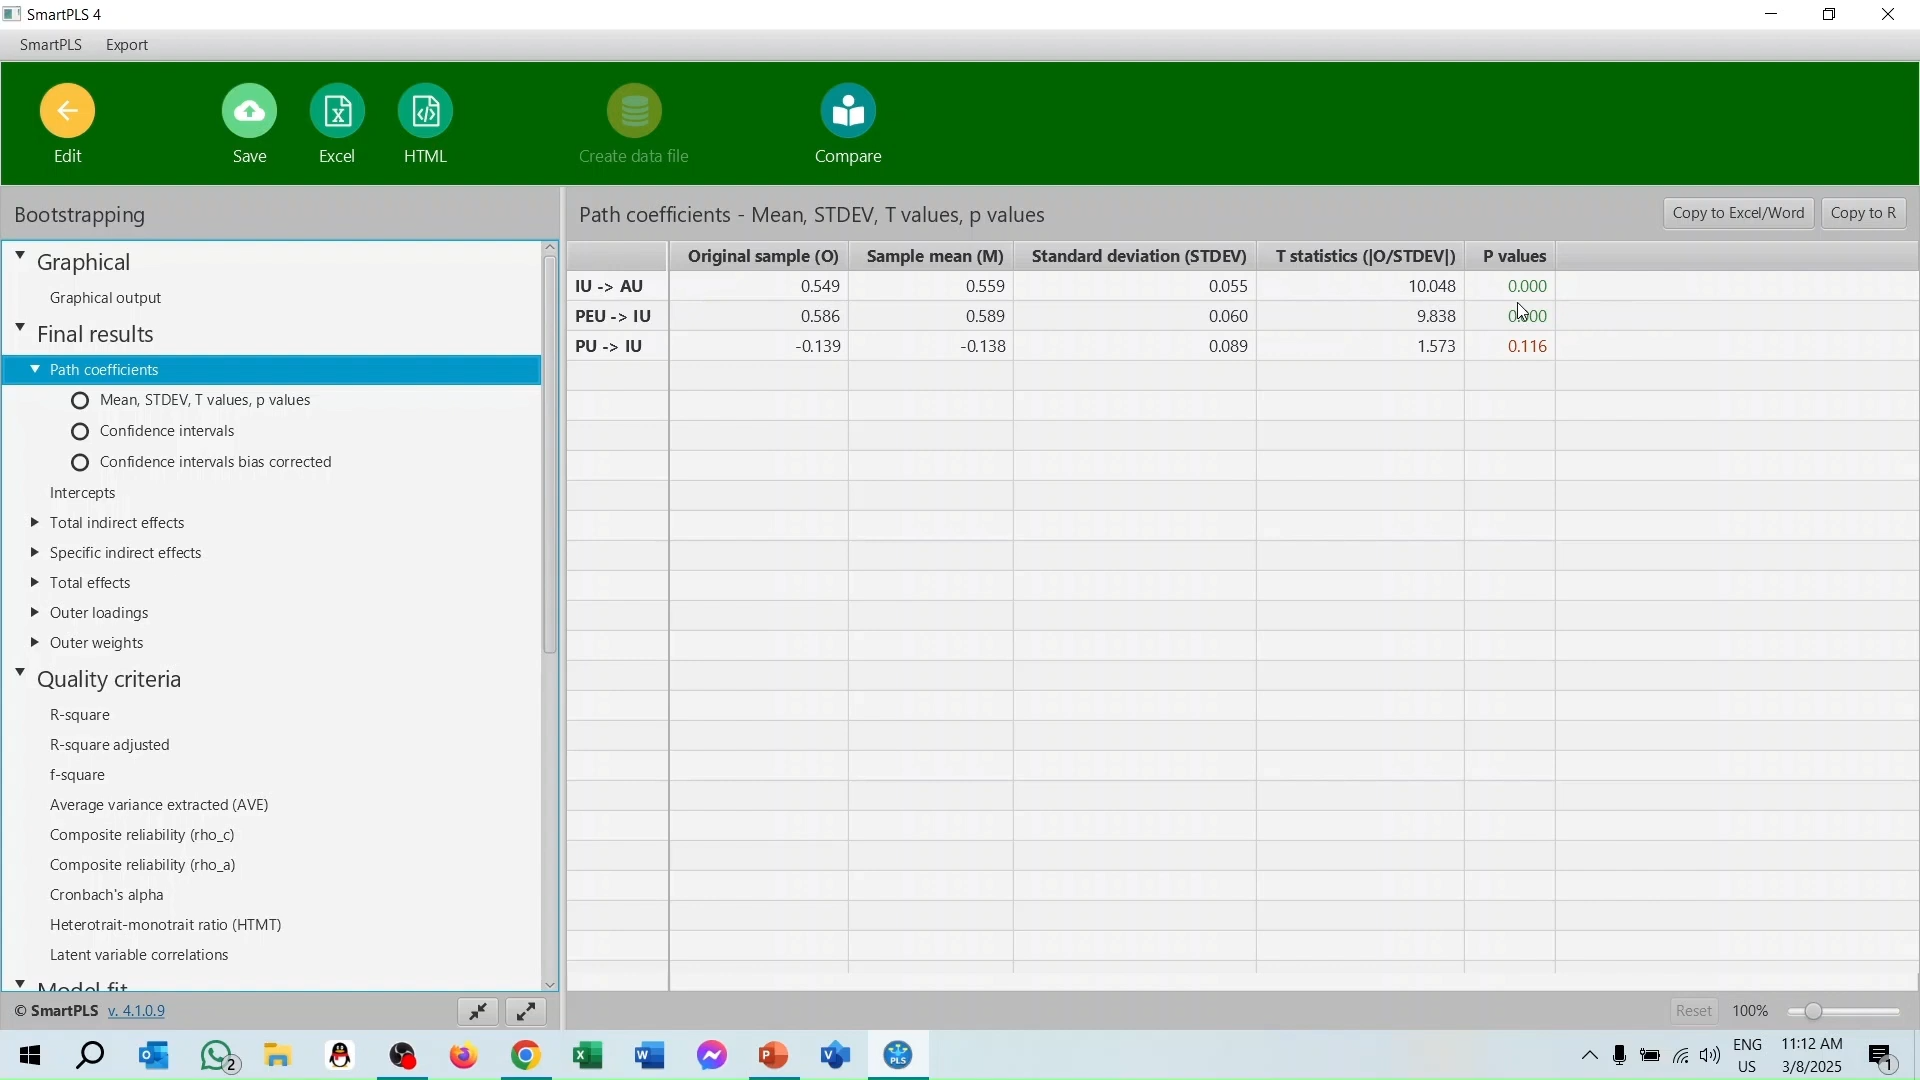 SmartPLS 4
SmartPLS Export
Edit Save Excel HTML Create data file Compare
Bootstrapping
Graphical
Graphical output
Final results
Path coefficients
Mean, STDEV, T values, p values
Confidence intervals
Confidence intervals bias corrected
Intercepts
Total indirect effects
Specific indirect effects
Total effects
Outer loadings
Outer weights
Quality criteria
R-square
R-square adjusted
f-square
Average variance extracted (AVE)
Composite reliability (rho_c)
Composite reliability (rho_a)
Cronbach's alpha
Heterotrait-monotrait ratio (HTMT)
Latent variable correlations
Model fit
© SmartPLS v. 4.1.0.9
Path coefficients - Mean, STDEV, T values, p values Copy to Excel/Word Copy to R
Original sample (O) Sample mean (M) Standard deviation (STDEV) T statistics (|O/STDEV|) P values
IU -> AU 0.549 0.559 0.055 10.048 0.000
PEU -> IU 0.586 0.589 0.060 9.838 0.000
PU -> IU -0.139 -0.138 0.089 1.573 0.116
Reset 100%
2
PLS
ENG
US
11:12 AM
3/8/2025
1